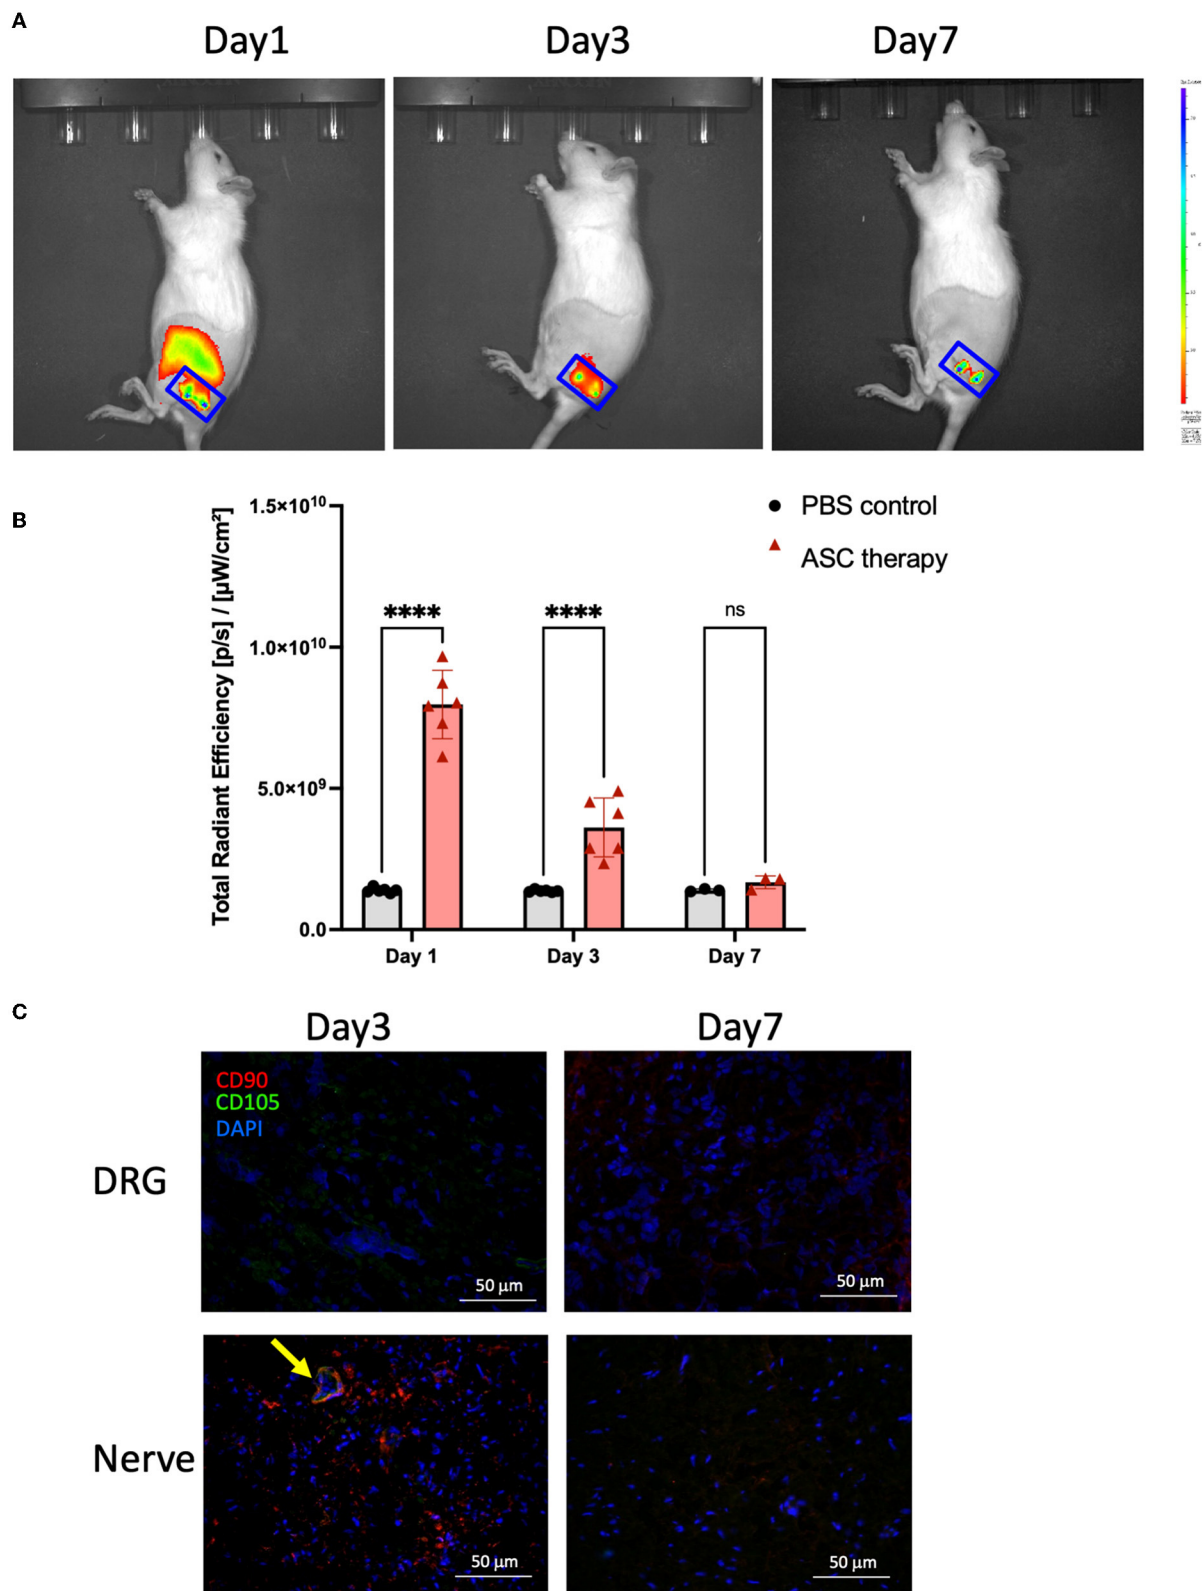 A
Day1 Day3 Day7
B
Total Radiant Efficiency [p/s] / [µW/cm²]
1.5×10¹⁰
1.0×10¹⁰
5.0×10⁹
0.0
PBS control
ASC therapy
**** **** ns
Day 1 Day 3 Day 7
C
Day3 Day7
CD90
CD105
DAPI
DRG
50 µm 50 µm
Nerve
50 µm 50 µm